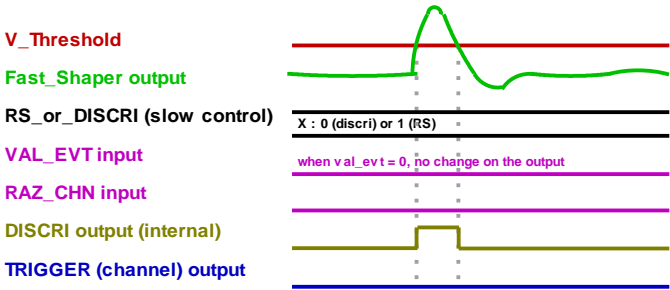 V_Threshold
Fast_Shaper output
RS_or_DISCRI (slow control)
X : 0 (discri) or 1 (RS)
VAL_EVT input
when val_evt = 0, no change on the output
RAZ_CHN input
DISCRI output (internal)
TRIGGER (channel) output